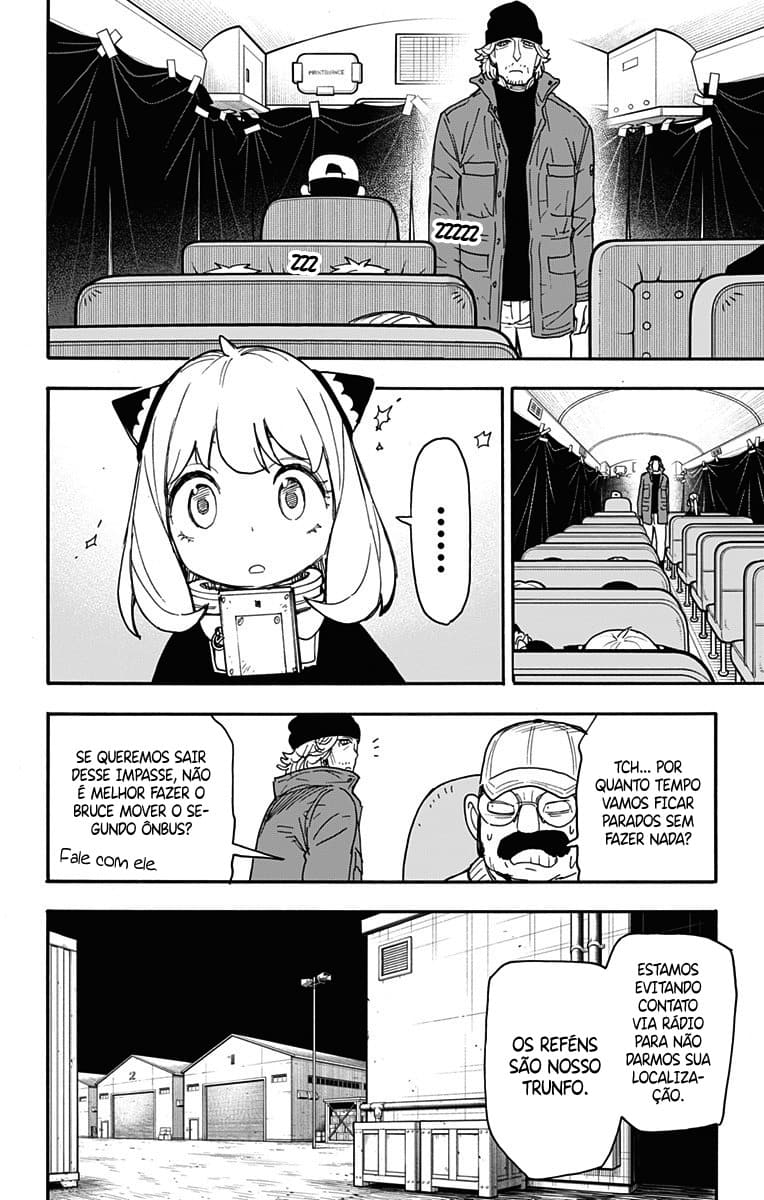 MAINTENANCE
ZZZZZ
ZZZ
......
TCH... POR
QUANTO TEMPO
VAMOS FICAR
PARADOS SEM
FAZER NADA?
SE QUEREMOS SAIR
DESSE IMPASSE, NÃO
É MELHOR FAZER O
BRUCE MOVER O SE-
GUNDO ÔNBUS?
Fale com ele
ESTAMOS
EVITANDO
CONTATO
VIA RÁDIO
PARA NÃO
DARMOS SUA
LOCALIZA-
ÇÃO.
OS REFÉNS
SÃO NOSSO
TRUNFO.
2
1